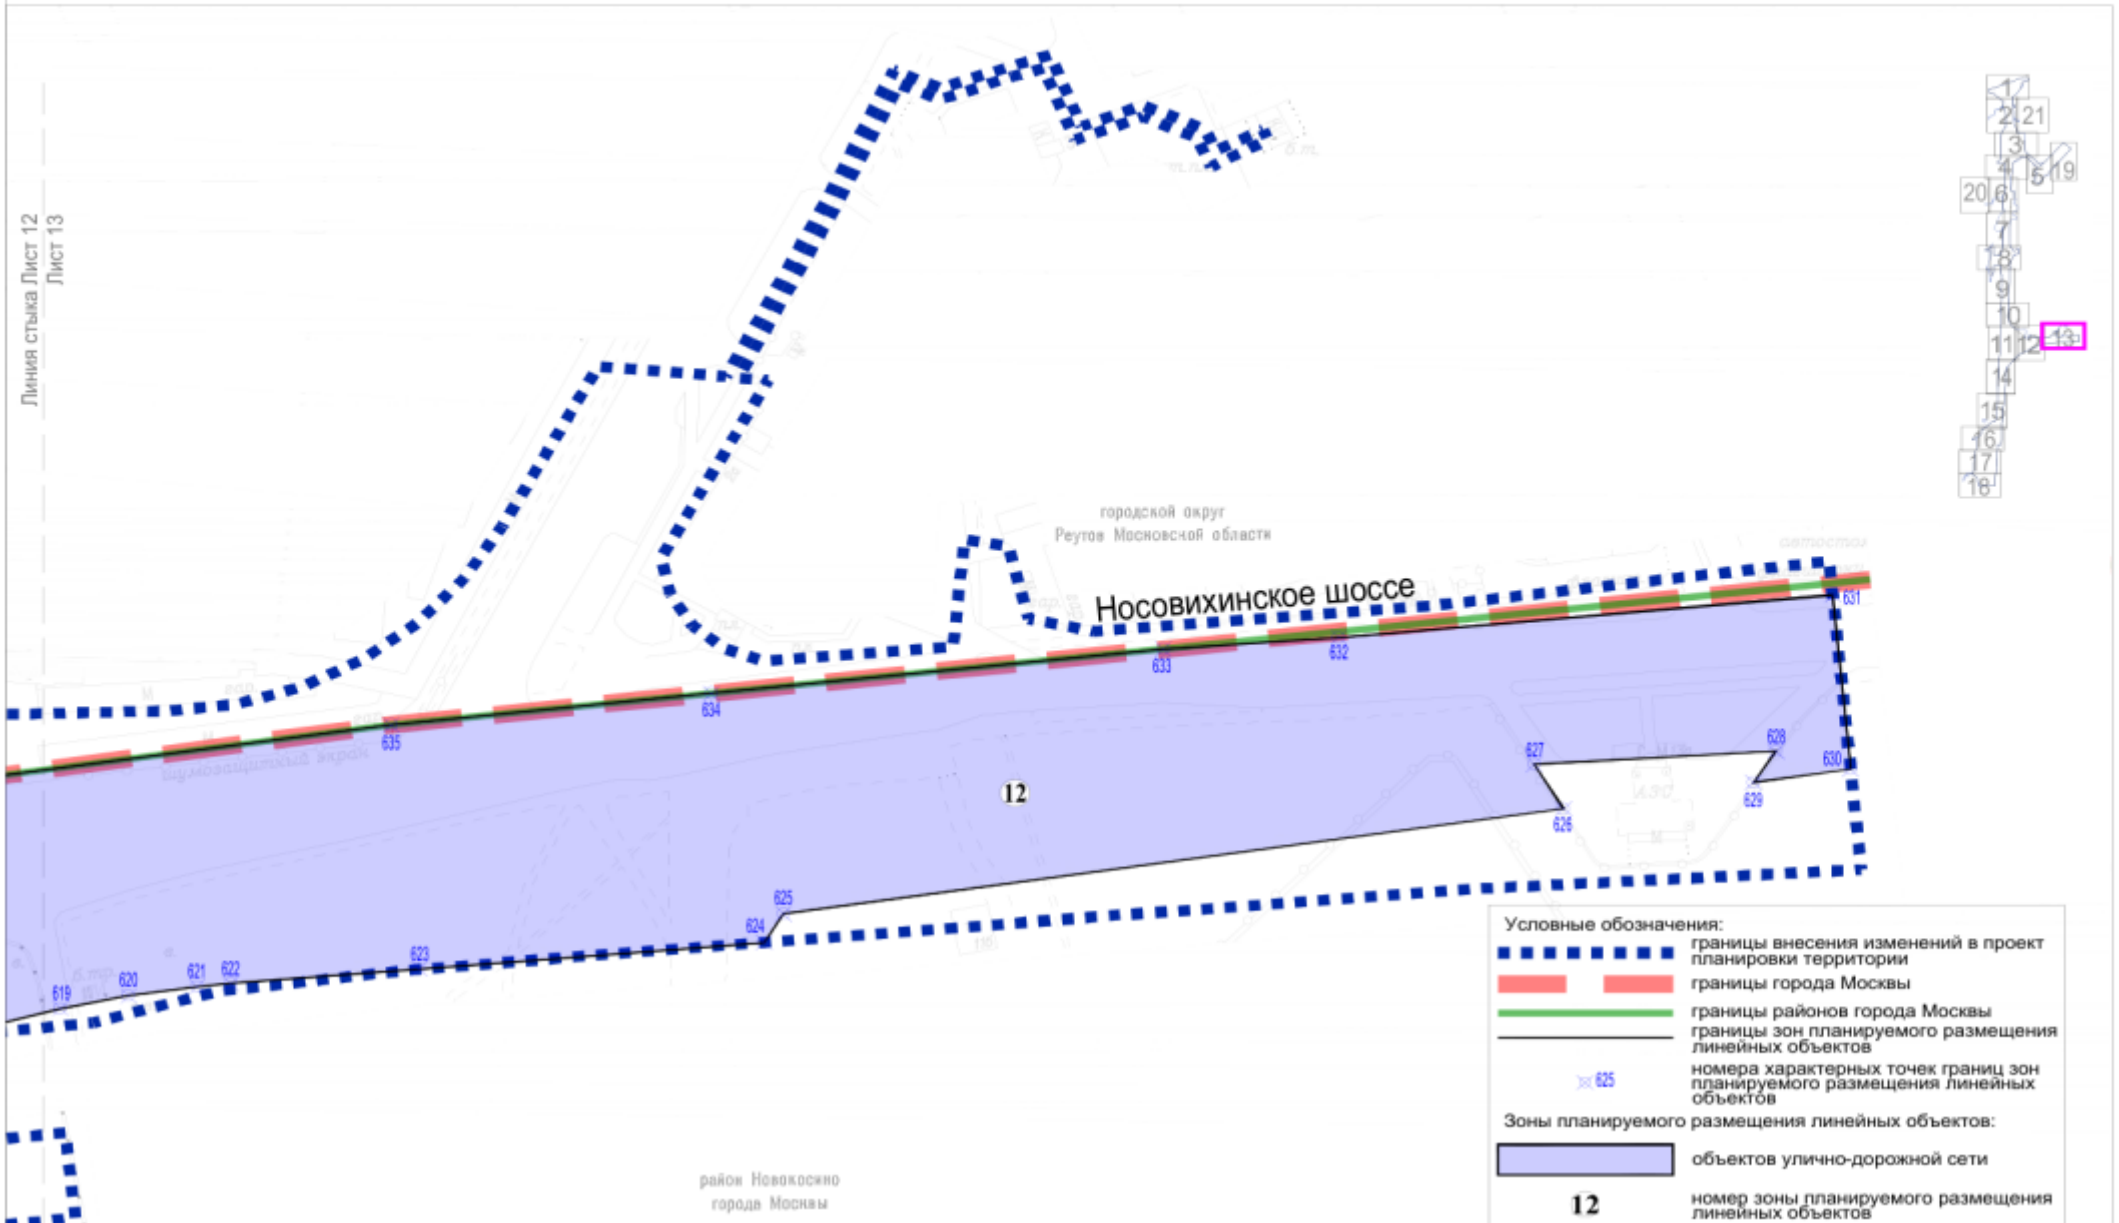 Линия стыка Лист 12
Лист 13
1
2
21
3
4
5
19
20
6
7
8
9
10
11
12
13
14
15
16
17
18
городской округ
Реутов Московской области
автостоя
Носовихинское шоссе
631
632
633
634
635
шумозащитный экран
М
М
627
628
630
629
626
АЗС
М
12
625
624
623
622
621
620
619
б.тр.
район Новокосино
города Москвы
Условные обозначения:
границы внесения изменений в проект
планировки территории
границы города Москвы
границы районов города Москвы
границы зон планируемого размещения
линейных объектов
625
номера характерных точек границ зон
планируемого размещения линейных
объектов
Зоны планируемого размещения линейных объектов:
объектов улично-дорожной сети
12
номер зоны планируемого размещения
линейных объектов